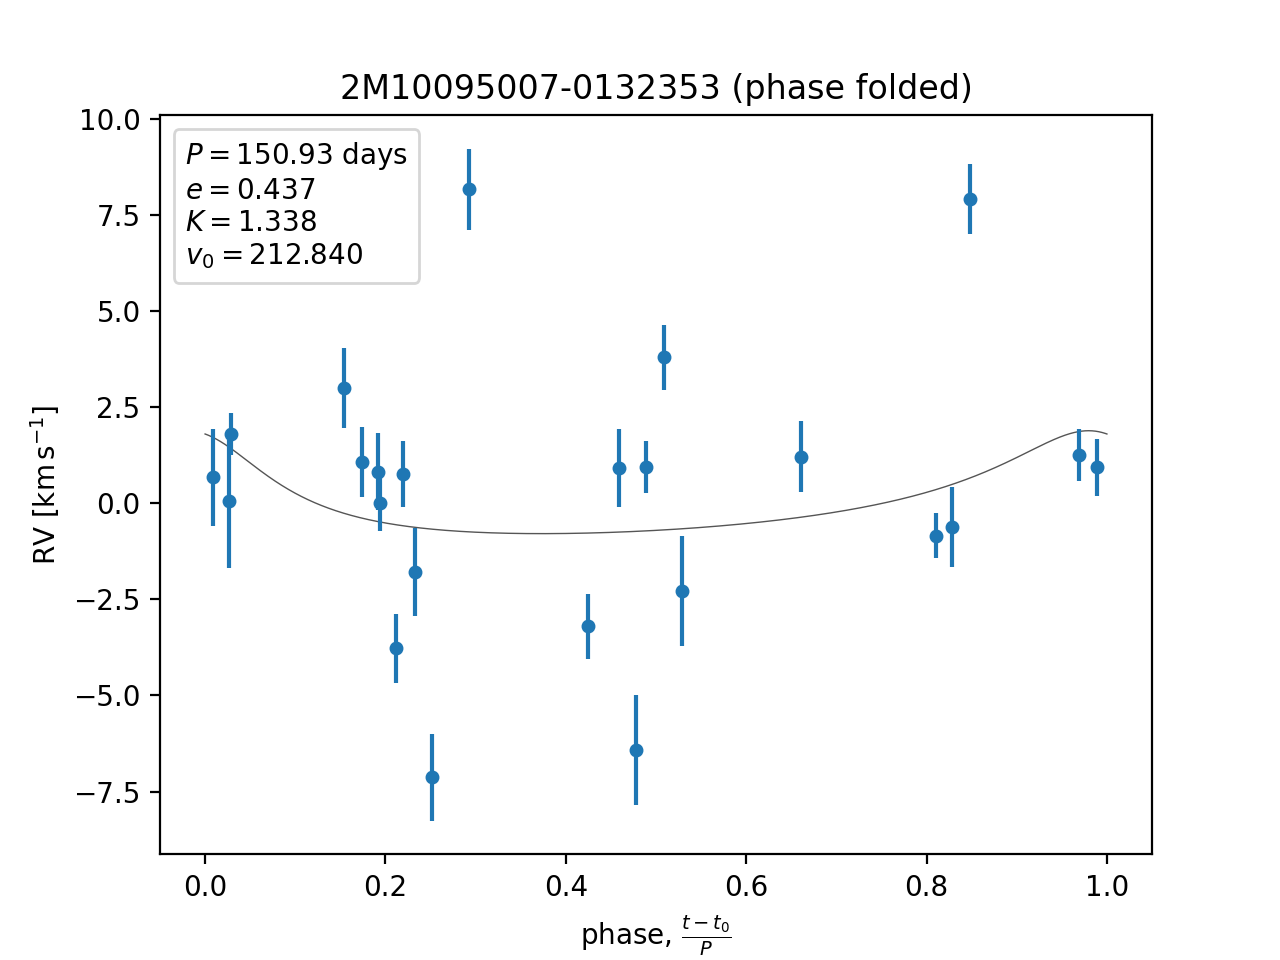 2M10095007-0132353 (phase folded)
P = 150.93 days
e = 0.437
K = 1.338
v₀ = 212.840
10.0
7.5
5.0
2.5
0.0
−2.5
−5.0
−7.5
RV [km s⁻¹]
0.0 0.2 0.4 0.6 0.8 1.0
phase, (t − t₀)/P